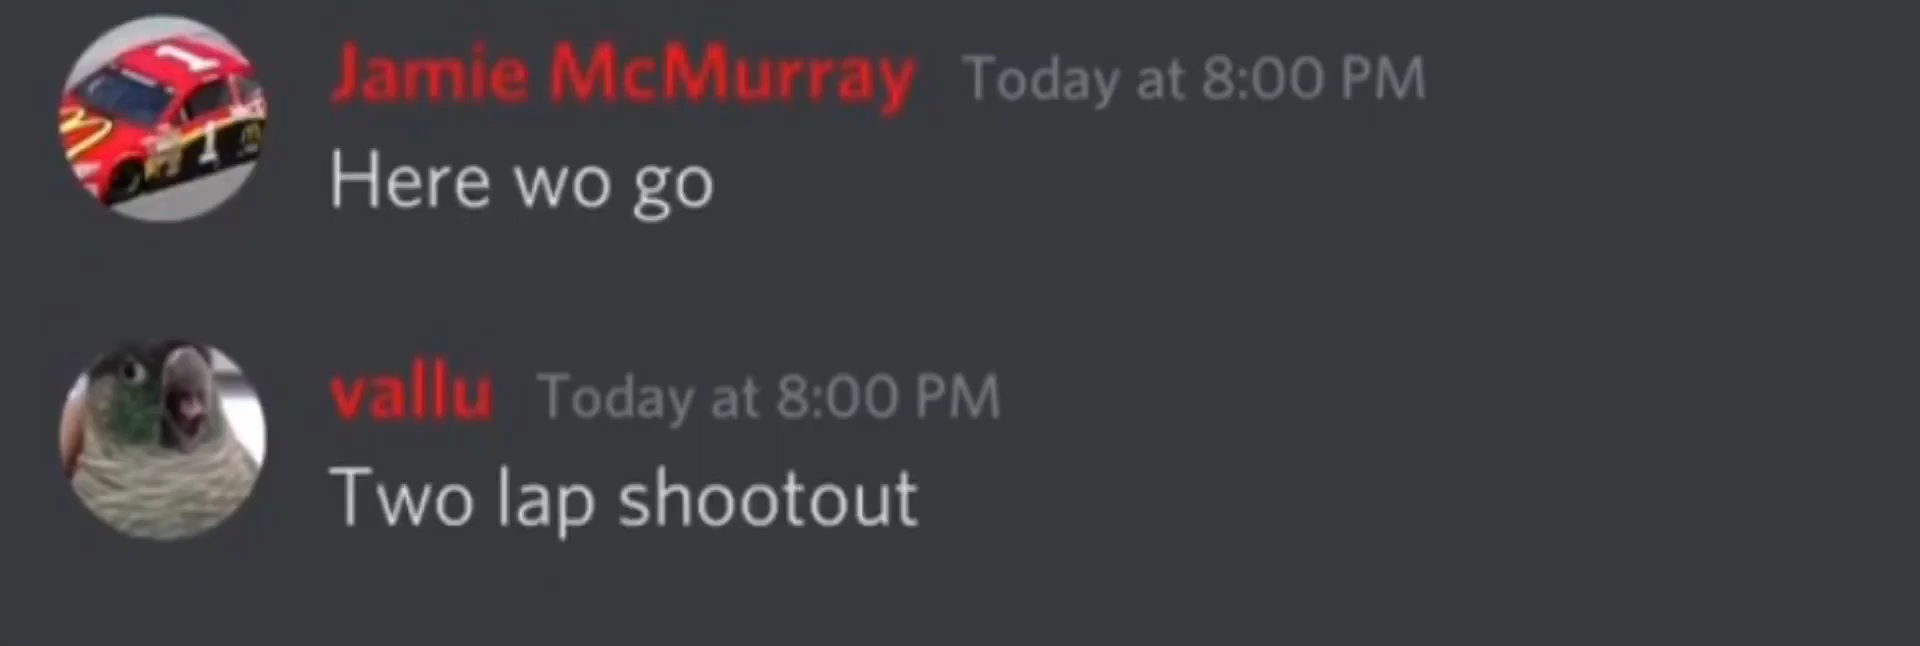 Jamie McMurray Today at 8:00 PM
Here wo go
vallu Today at 8:00 PM
Two lap shootout